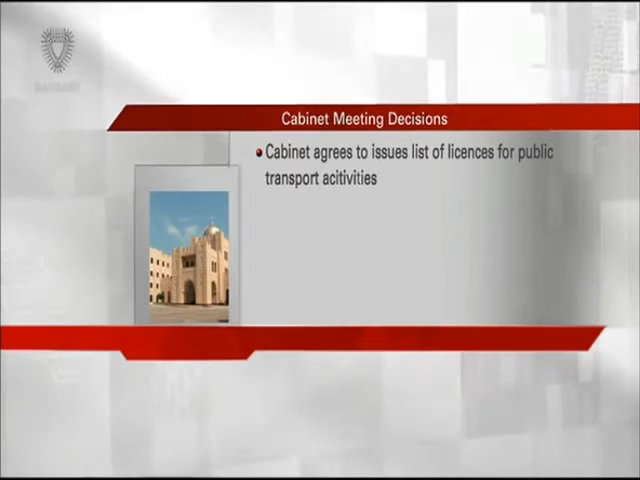 Cabinet Meeting Decisions
Cabinet agrees to issues list of licences for public
transport acitivities